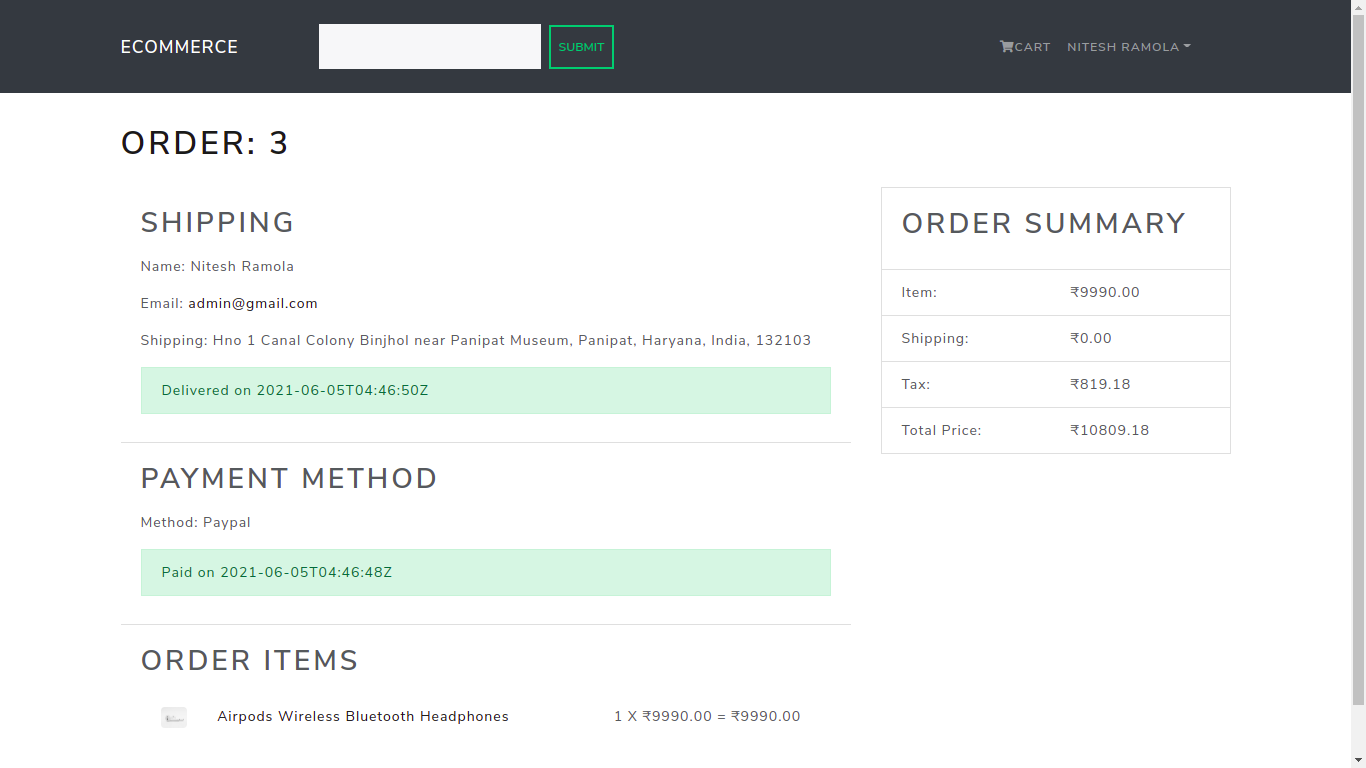 ECOMMERCE
SUBMIT
CART
NITESH RAMOLA
ORDER: 3
SHIPPING
Name: Nitesh Ramola
Email: admin@gmail.com
Shipping: Hno 1 Canal Colony Binjhol near Panipat Museum, Panipat, Haryana, India, 132103
Delivered on 2021-06-05T04:46:50Z
PAYMENT METHOD
Method: Paypal
Paid on 2021-06-05T04:46:48Z
ORDER ITEMS
Airpods Wireless Bluetooth Headphones
1 X ₹9990.00 = ₹9990.00
ORDER SUMMARY
Item: ₹9990.00
Shipping: ₹0.00
Tax: ₹819.18
Total Price: ₹10809.18